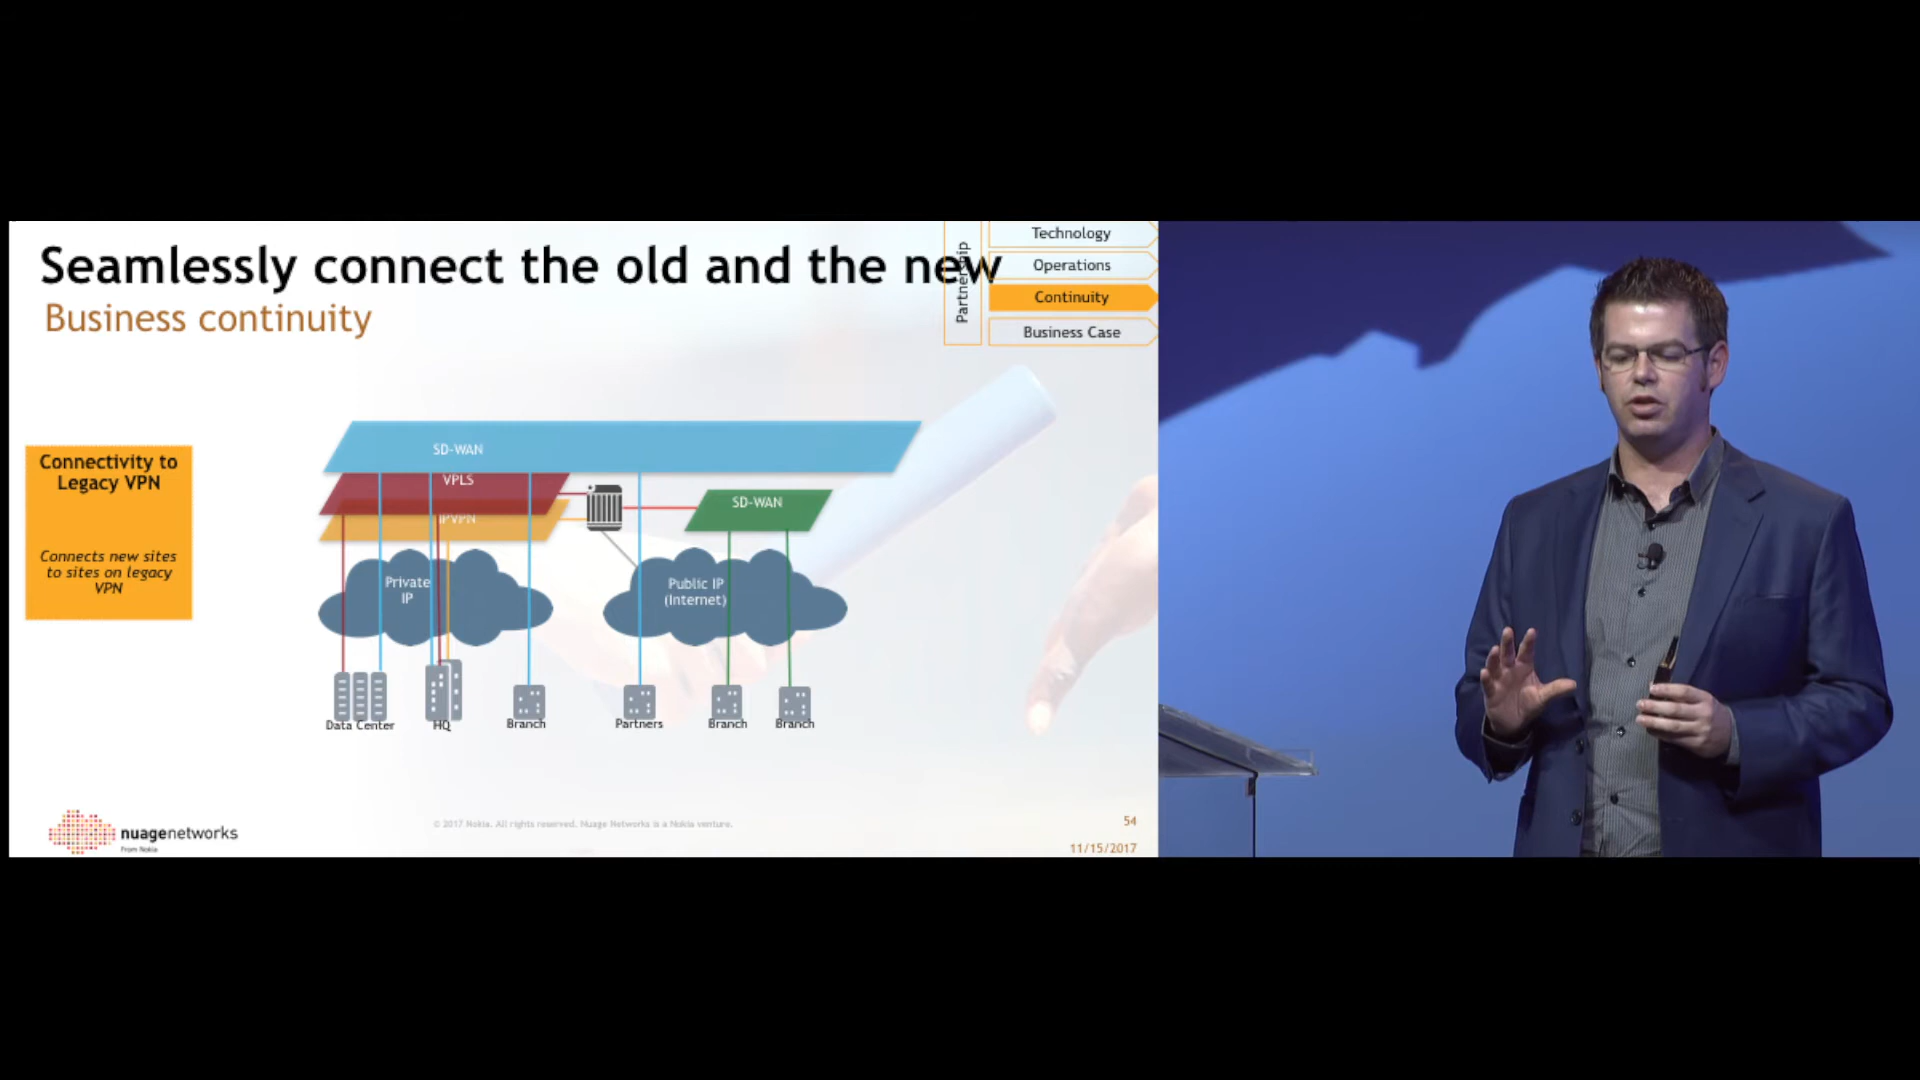 Seamlessly connect the old and the new
Business continuity
Partnership
Technology
Operations
Continuity
Business Case
Connectivity to
Legacy VPN
Connects new sites
to sites on legacy
VPN
SD-WAN
VPLS
IPVPN
SD-WAN
Private
IP
Public IP
(Internet)
Data Center
HQ
Branch
Partners
Branch
Branch
nuagenetworks
From Nokia
© 2017 Nokia. All rights reserved. Nuage Networks is a Nokia venture.
54
11/15/2017